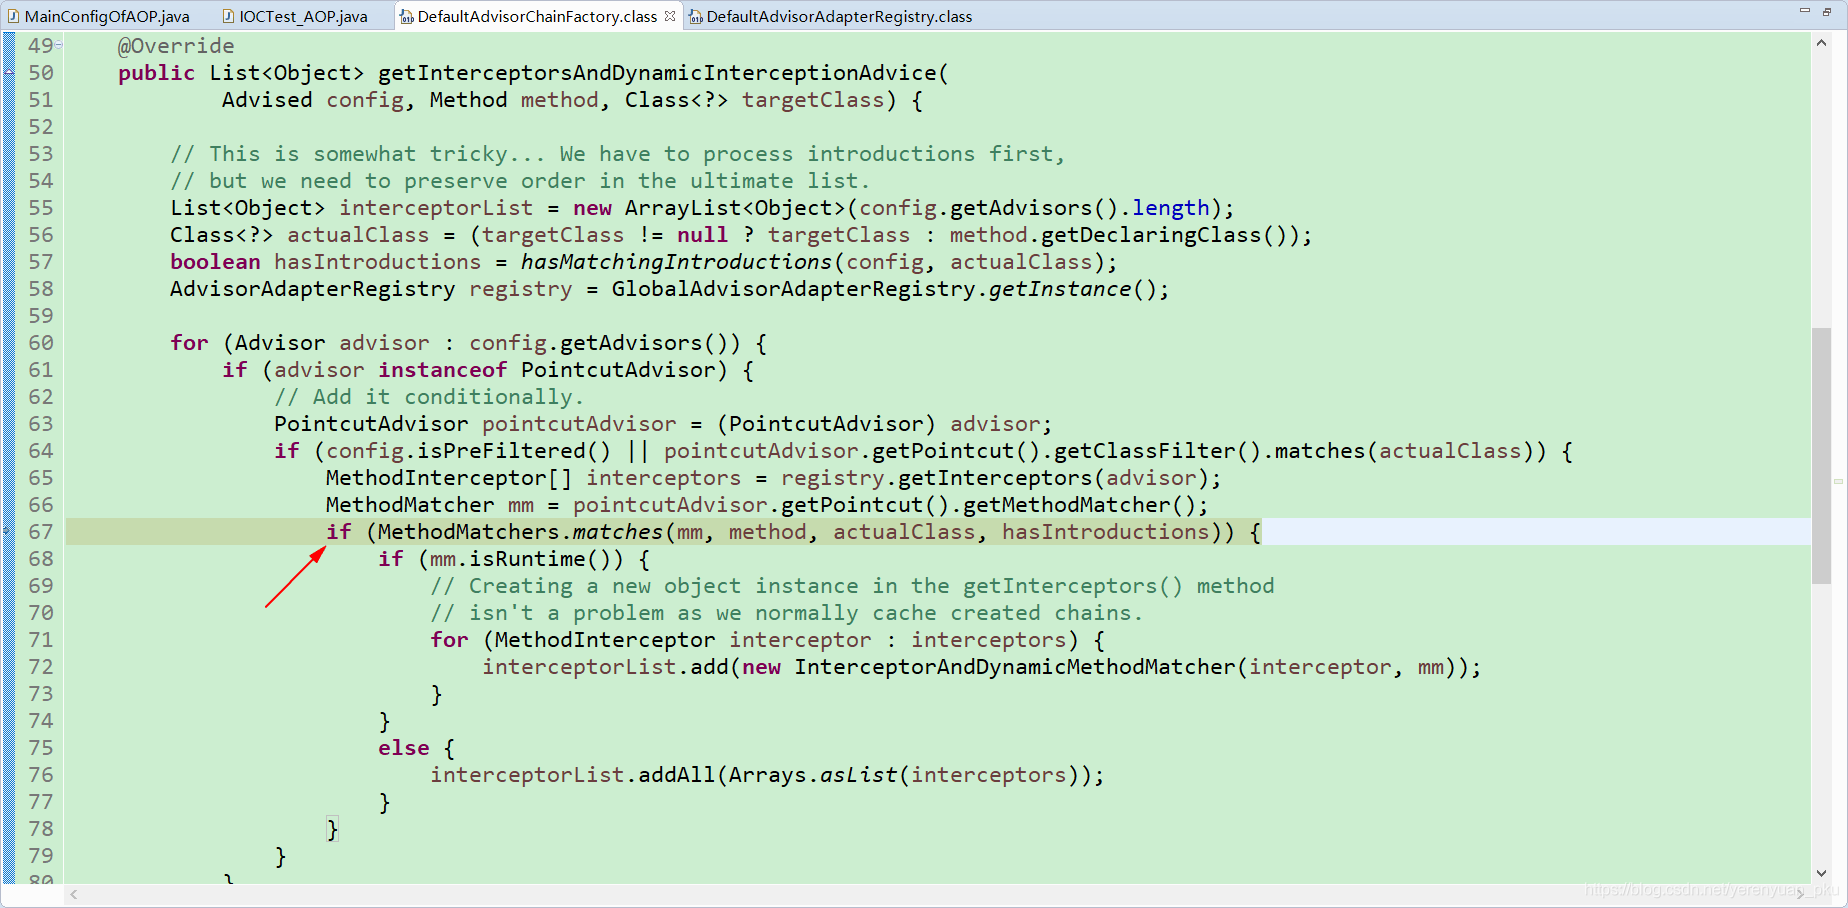 MainConfigOfAOP.java IOCTest_AOP.java DefaultAdvisorChainFactory.class DefaultAdvisorAdapterRegistry.class
49 @Override
50 public List<Object> getInterceptorsAndDynamicInterceptionAdvice(
51 Advised config, Method method, Class<?> targetClass) {
52
53 // This is somewhat tricky... We have to process introductions first,
54 // but we need to preserve order in the ultimate list.
55 List<Object> interceptorList = new ArrayList<Object>(config.getAdvisors().length);
56 Class<?> actualClass = (targetClass != null ? targetClass : method.getDeclaringClass());
57 boolean hasIntroductions = hasMatchingIntroductions(config, actualClass);
58 AdvisorAdapterRegistry registry = GlobalAdvisorAdapterRegistry.getInstance();
59
60 for (Advisor advisor : config.getAdvisors()) {
61 if (advisor instanceof PointcutAdvisor) {
62 // Add it conditionally.
63 PointcutAdvisor pointcutAdvisor = (PointcutAdvisor) advisor;
64 if (config.isPreFiltered() || pointcutAdvisor.getPointcut().getClassFilter().matches(actualClass)) {
65 MethodInterceptor[] interceptors = registry.getInterceptors(advisor);
66 MethodMatcher mm = pointcutAdvisor.getPointcut().getMethodMatcher();
67 if (MethodMatchers.matches(mm, method, actualClass, hasIntroductions)) {
68 if (mm.isRuntime()) {
69 // Creating a new object instance in the getInterceptors() method
70 // isn't a problem as we normally cache created chains.
71 for (MethodInterceptor interceptor : interceptors) {
72 interceptorList.add(new InterceptorAndDynamicMethodMatcher(interceptor, mm));
73 }
74 }
75 else {
76 interceptorList.addAll(Arrays.asList(interceptors));
77 }
78 }
79 }
80 }
https://blog.csdn.net/yerenyuan_pku